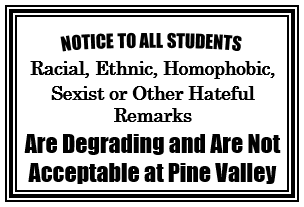 NOTICE TO ALL STUDENTS
Racial, Ethnic, Homophobic,
Sexist or Other Hateful
Remarks
Are Degrading and Are Not
Acceptable at Pine Valley